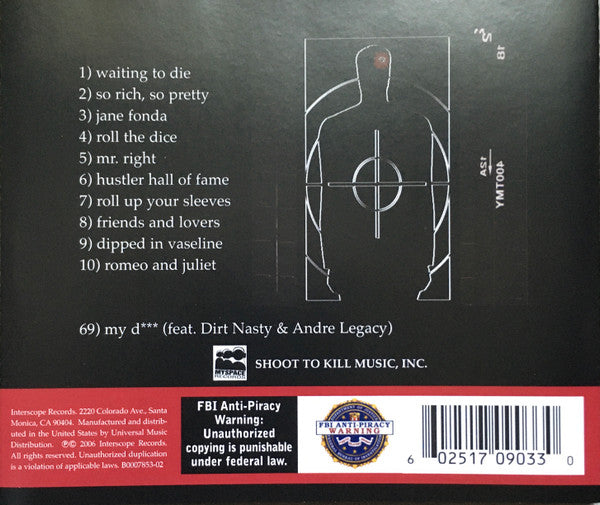 1) waiting to die
2) so rich, so pretty
3) jane fonda
4) roll the dice
5) mr. right
6) hustler hall of fame
7) roll up your sleeves
8) friends and lovers
9) dipped in vaseline
10) romeo and juliet
69) my d*** (feat. Dirt Nasty & Andre Legacy)
MYSPACE
RECORDS
SHOOT TO KILL MUSIC, INC.
Interscope Records. 2220 Colorado Ave., Santa
Monica, CA 90404. Manufactured and distrib-
uted in the United States by Universal Music
Distribution. ℗© 2006 Interscope Records.
Unauthorized duplication
is a violation of applicable laws. B0007853-02
FBI Anti-Piracy
Warning:
Unauthorized
copying is punishable
under federal law.
FBI ANTI-PIRACY
WARNING
6 02517 09033 0